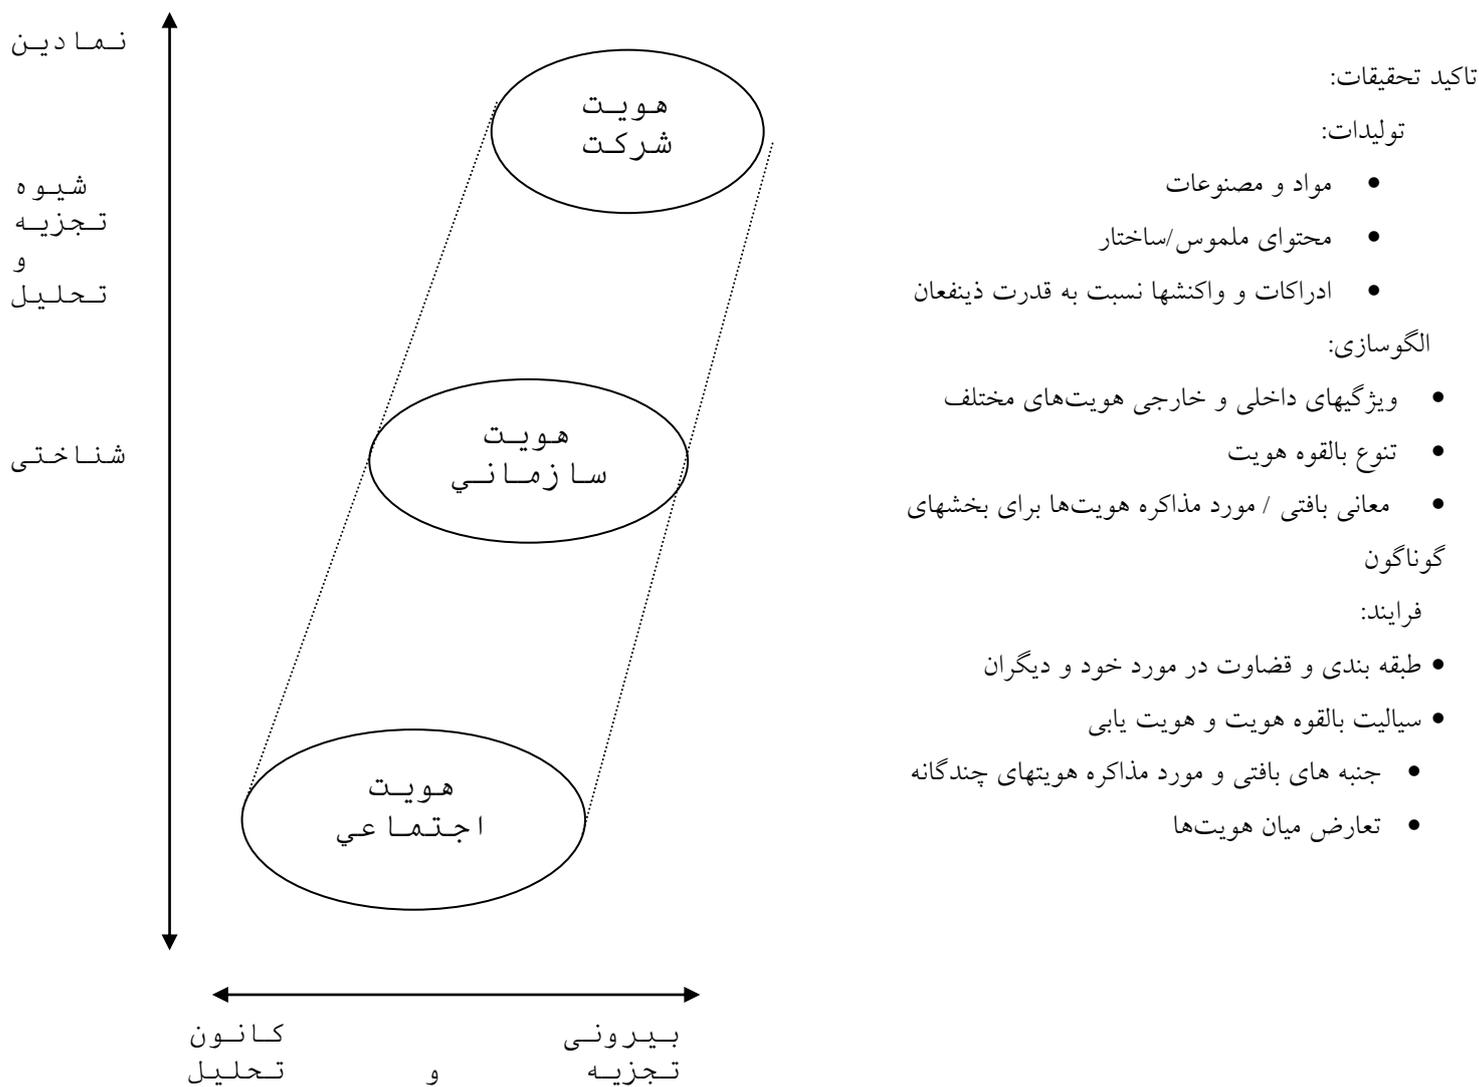 نمادین
شیوه
تجزیه
و
تحلیل
شناختی
هویت
شرکت
هویت
سازماني
هویت
اجتماعي
بیرونی کانون
تجزیه و تحلیل
تاکید تحقیقات:
تولیدات:
• مواد و مصنوعات
• محتوای ملموس/ساختار
• ادراکات و واکنشها نسبت به قدرت ذینفعان
الگوسازی:
• ویژگیهای داخلی و خارجی هویت‌های مختلف
• تنوع بالقوه هویت
• معانی بافتی / مورد مذاکره هویت‌ها برای بخشهای
گوناگون
فرایند:
• طبقه بندی و قضاوت در مورد خود و دیگران
• سیالیت بالقوه هویت و هویت یابی
• جنبه های بافتی و مورد مذاکره هویتهای چندگانه
• تعارض میان هویت‌ها